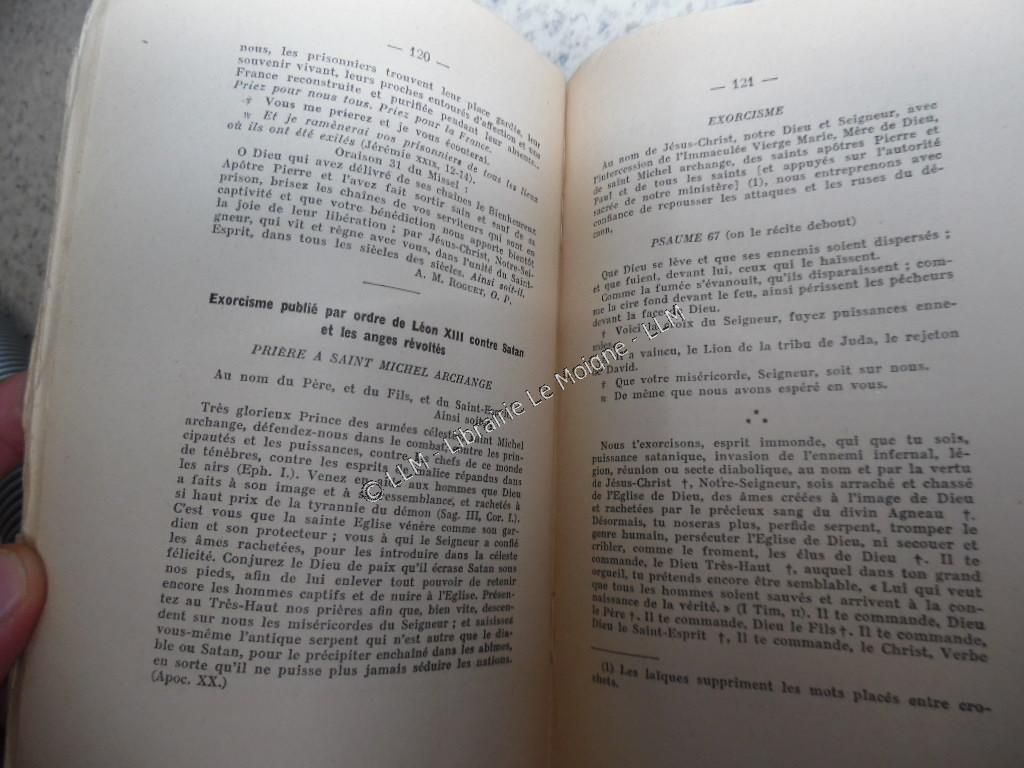 — 120 —
nous, les prisonniers trouvent leur place gardée, leur
souvenir vivant, leurs proches entourés d'affection et une
France reconstruite et purifiée pendant leur absence.
Priez pour nous tous. Priez pour la France.
Vous me prierez et je vous écouterai.
Et je ramènerai vos prisonniers de tous les lieux
où ils ont été exilés (Jérémie XXIX, 12-14).
Oraison 31 du Missel :
O Dieu qui avez délivré de ses chaînes le Bienheureux
Apôtre Pierre et l'avez fait sortir sain et sauf de sa
prison, brisez les chaînes de vos serviteurs qui sont en
captivité et que votre bénédiction nous apporte bientôt
la joie de leur libération ; par Jésus-Christ, Notre-Sei-
gneur, qui vit et règne avec vous, dans l'unité du Saint-
Esprit, dans tous les siècles des siècles. Ainsi soit-il.
A. M. ROGUET, O. P.
Exorcisme publié par ordre de Léon XIII contre Satan
et les anges révoltés
PRIÈRE A SAINT MICHEL ARCHANGE
Au nom du Père, et du Fils, et du Saint-Esprit.
Ainsi soit-il.
Très glorieux Prince des armées célestes, saint Michel
archange, défendez-nous dans le combat, contre les prin-
cipautés et les puissances, contre les chefs de ce monde
de ténèbres, contre les esprits de malice répandus dans
les airs (Eph. I.). Venez en aide aux hommes que Dieu
a faits à son image et à sa ressemblance, et rachetés à
si haut prix de la tyrannie du démon (Sag. III, Cor. I.).
C'est vous que la sainte Eglise vénère comme son gar-
dien et son protecteur ; vous à qui le Seigneur a confié
les âmes rachetées, pour les introduire dans la céleste
félicité. Conjurez le Dieu de paix qu'il écrase Satan sous
nos pieds, afin de lui enlever tout pouvoir de retenir
encore les hommes captifs et de nuire à l'Eglise. Présen-
tez au Très-Haut nos prières afin que, bien vite, descen-
dent sur nous les miséricordes du Seigneur ; et saisissez
vous-même l'antique serpent qui n'est autre que le dia-
ble ou Satan, pour le précipiter enchaîné dans les abîmes,
en sorte qu'il ne puisse plus jamais séduire les nations.
(Apoc. XX.)
— 121 —
EXORCISME
Au nom de Jésus-Christ, notre Dieu et Seigneur, avec
l'intercession de l'Immaculée Vierge Marie, Mère de Dieu,
de saint Michel archange, des saints apôtres Pierre et
Paul et de tous les saints [et appuyés sur l'autorité
sacrée de notre ministère] (1), nous entreprenons avec
confiance de repousser les attaques et les ruses du dé-
mon,
PSAUME 67 (on le récite debout)
Que Dieu se lève et que ses ennemis soient dispersés ;
et que fuient, devant lui, ceux qui le haïssent.
Comme la fumée s'évanouit, qu'ils disparaissent ; com-
me la cire fond devant le feu, ainsi périssent les pécheurs
devant la face de Dieu.
† Voici la croix du Seigneur, fuyez puissances enne-
mies.
Il a vaincu, le Lion de la tribu de Juda, le rejeton
de David.
† Que votre miséricorde, Seigneur, soit sur nous.
De même que nous avons espéré en vous.
Nous t'exorcisons, esprit immonde, qui que tu sois,
puissance satanique, invasion de l'ennemi infernal, lé-
gion, réunion ou secte diabolique, au nom et par la vertu
de Jésus-Christ †, Notre-Seigneur, sois arraché et chassé
de l'Eglise de Dieu, des âmes créées à l'image de Dieu
et rachetées par le précieux sang du divin Agneau †.
Désormais, tu noseras plus, perfide serpent, tromper le
genre humain, persécuter l'Eglise de Dieu, ni secouer et
cribler, comme le froment, les élus de Dieu †. Il te
commande, le Dieu Très-Haut †, auquel dans ton grand
orgueil, tu prétends encore être semblable, « Lui qui veut
que tous les hommes soient sauvés et arrivent à la con-
naissance de la vérité. » (I Tim, II). Il te commande, Dieu
le Père †. Il te commande, Dieu le Fils †. Il te commande,
Dieu le Saint-Esprit †, Il te commande, le Christ, Verbe
(1) Les laïques suppriment les mots placés entre cro-
chets.
© LLM - Librairie Le Moigne - LLM